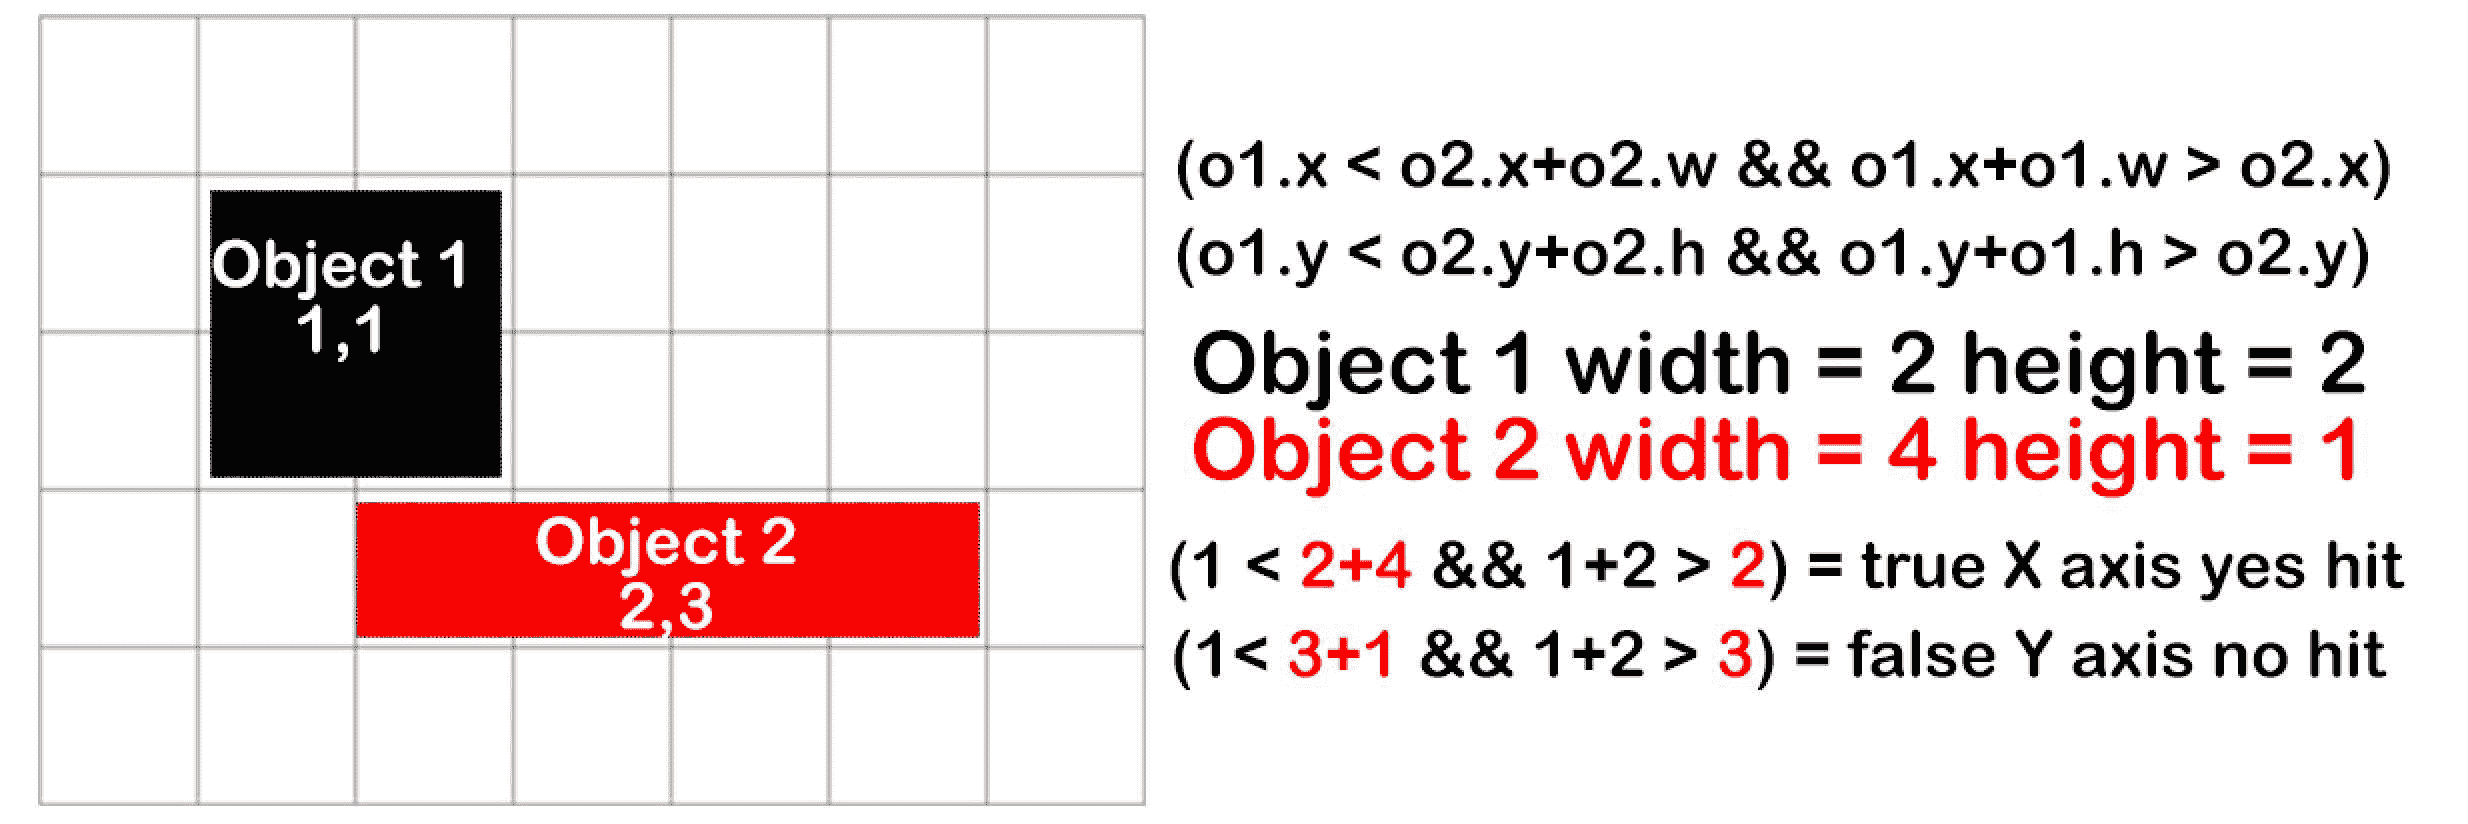 Object 1
1,1
Object 2
2,3
(o1.x < o2.x+o2.w && o1.x+o1.w > o2.x)
(o1.y < o2.y+o2.h && o1.y+o1.h > o2.y)
Object 1 width = 2 height = 2
Object 2 width = 4 height = 1
(1 < 2+4 && 1+2 > 2) = true X axis yes hit
(1< 3+1 && 1+2 > 3) = false Y axis no hit